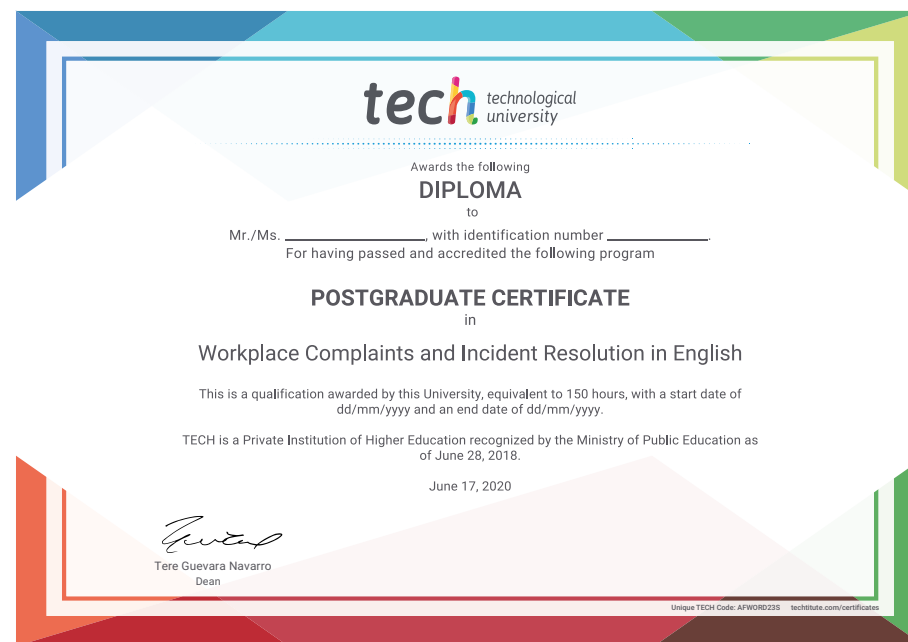 tech technological
university
Awards the following
DIPLOMA
to
Mr./Ms. ____________________, with identification number ______________.
For having passed and accredited the following program
POSTGRADUATE CERTIFICATE
in
Workplace Complaints and Incident Resolution in English
This is a qualification awarded by this University, equivalent to 150 hours, with a start date of
dd/mm/yyyy and an end date of dd/mm/yyyy.
TECH is a Private Institution of Higher Education recognized by the Ministry of Public Education as
of June 28, 2018.
June 17, 2020
Tere Guevara Navarro
Dean
Unique TECH Code: AFWORD23S techtitute.com/certificates